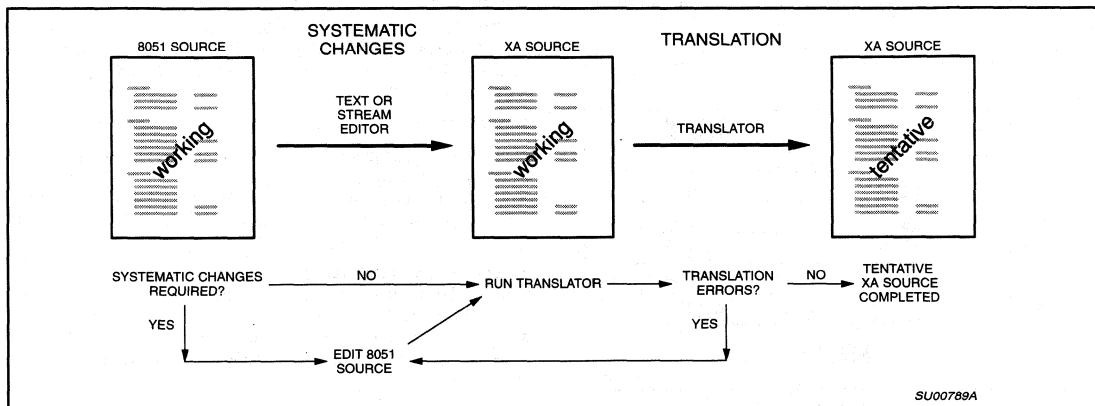 SYSTEMATIC
CHANGES
TRANSLATION
8051 SOURCE
XA SOURCE
XA SOURCE
working
TEXT OR
STREAM
EDITOR
working
TRANSLATOR
tentative
SYSTEMATIC CHANGES
REQUIRED?
NO
RUN TRANSLATOR
TRANSLATION
ERRORS?
NO
TENTATIVE
XA SOURCE
COMPLETED
YES
YES
EDIT 8051
SOURCE
SU00789A